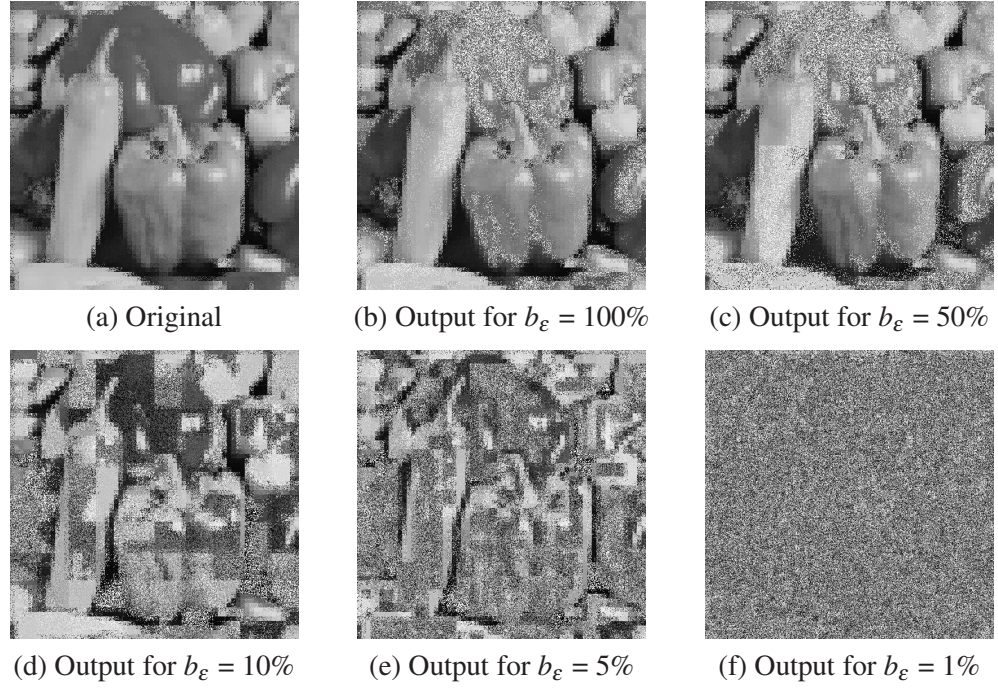 (a) Original
(b) Output for bε = 100%
(c) Output for bε = 50%
(d) Output for bε = 10%
(e) Output for bε = 5%
(f) Output for bε = 1%